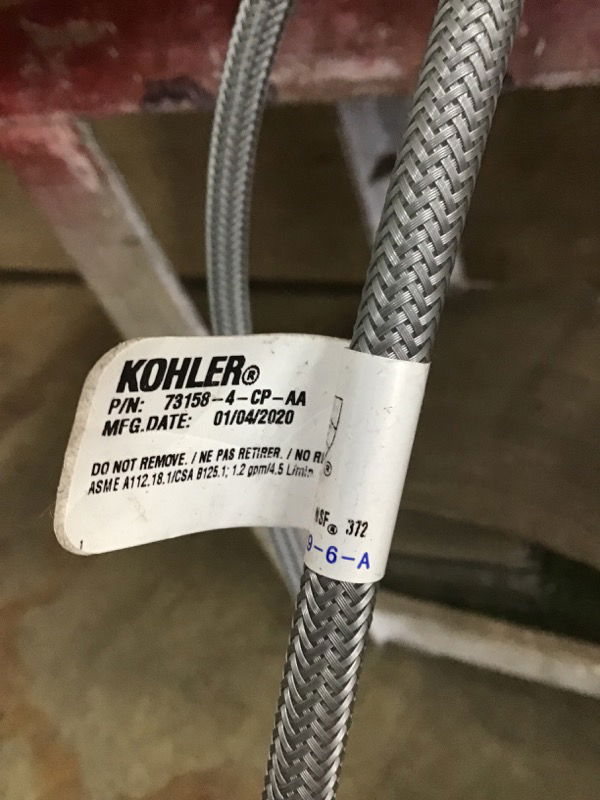 KOHLER®
P/N: 73158-4-CP-AA
MFG.DATE: 01/04/2020
DO NOT REMOVE. / NE PAS RETIRER. / NO
ASME A112.18.1/CSA B125.1; 1.2 gpm/4.5 L/min
®
NSF® 372
9-6-A
1